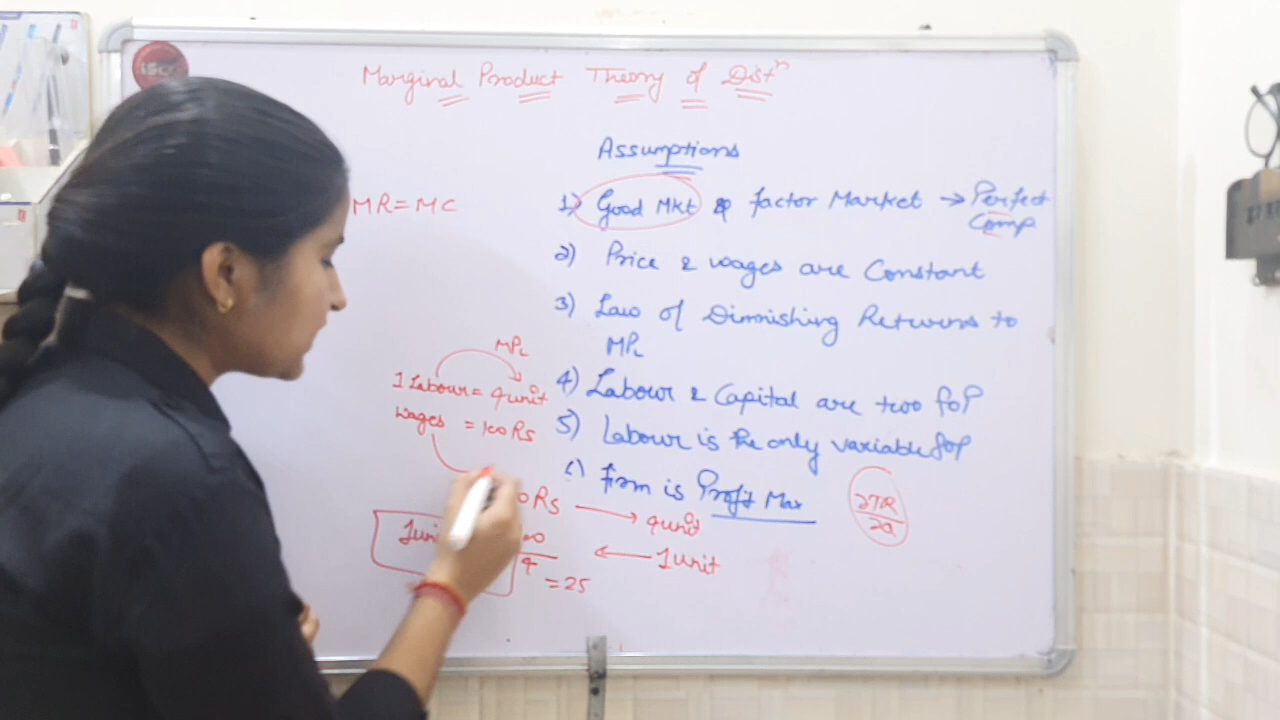 Marginal Product Theory of Distⁿ
Assumptions
MR = MC
1) Good Mkt & factor Market → Perfect Comp.
2) Price & wages are Constant
3) Law of Diminishing Returns to
MPL
4) Labour & Capital are two FoP
5) Labour is the only variable FoP
firm is Profit Max
∂TR
∂Q
MPL
1 Labour = 4 unit
wages = 100 Rs
Rs → 4 unit
← 1 unit
4
= 25